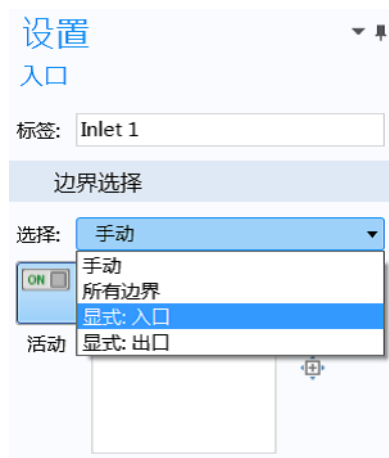 设置
入口
标签: Inlet 1
边界选择
选择: 手动
手动
ON 所有边界
显式: 入口
活动 显式: 出口